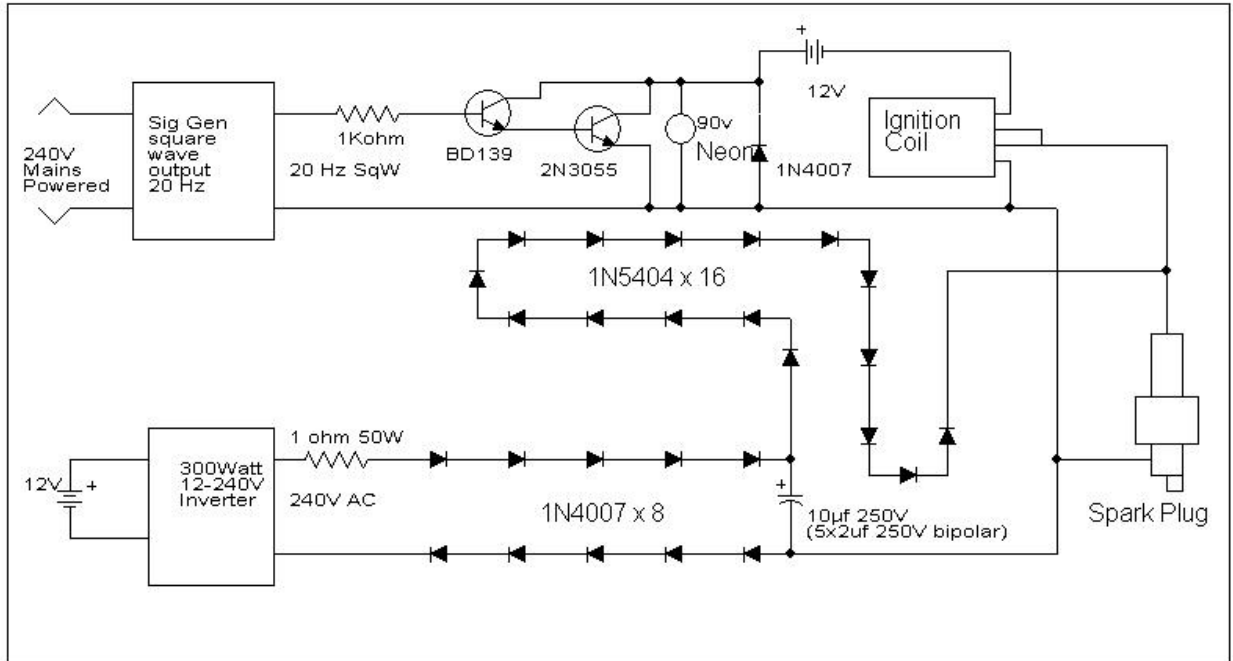 +
12V
Sig Gen
square
wave
output
20 Hz
240V
Mains
Powered
1Kohm
20 Hz SqW
BD139
2N3055
90v
Neon
1N4007
Ignition
Coil
1N5404 x 16
1 ohm 50W
12V
+
300Watt
12-240V
Inverter
240V AC
1N4007 x 8
+
10µf 250V
(5x2uf 250V bipolar)
Spark Plug